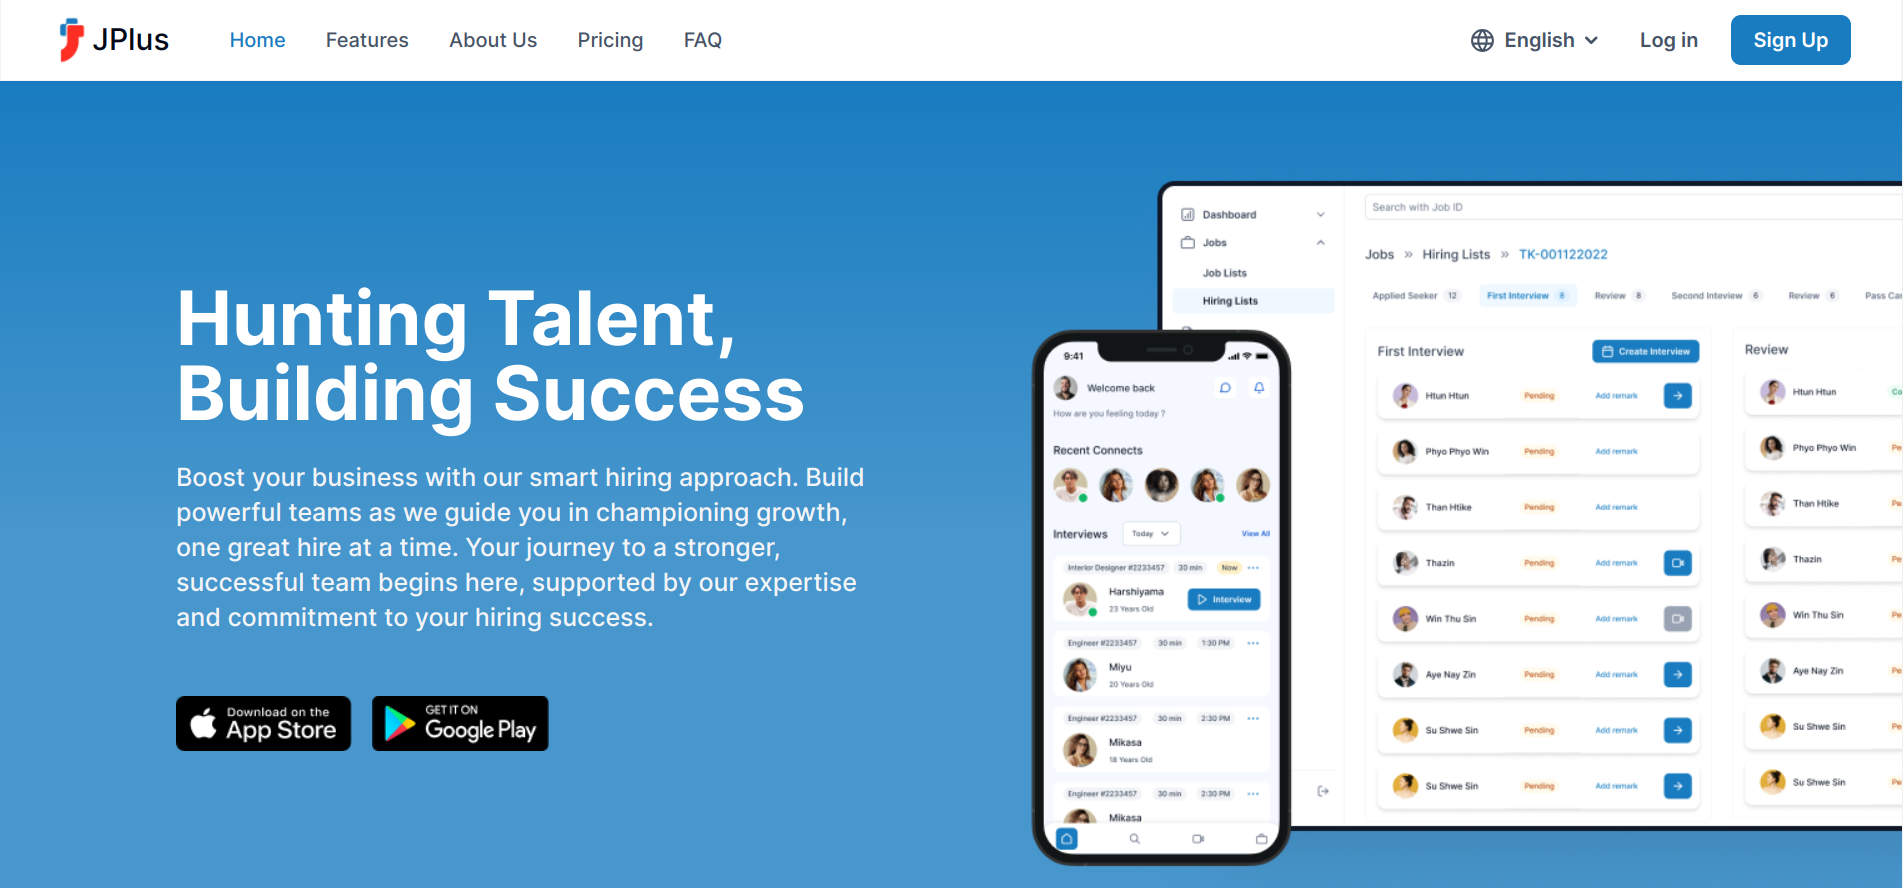 JPlus
Home Features About Us Pricing FAQ
English
Log in
Sign Up
Hunting Talent,
Building Success
Boost your business with our smart hiring approach. Build
powerful teams as we guide you in championing growth,
one great hire at a time. Your journey to a stronger,
successful team begins here, supported by our expertise
and commitment to your hiring success.
Download on the
App Store
GET IT ON
Google Play
9:41
Welcome back
How are you feeling today ?
Recent Connects
Interviews Today View All
Interior Designer #2233457 30 min Now
Harshiyama
23 Years Old
Interview
Engineer #2233457 30 min 1:30 PM
Miyu
20 Years Old
Engineer #2233457 30 min 2:30 PM
Mikasa
18 Years Old
Engineer #2233457 30 min 2:30 PM
Mikasa
Dashboard
Jobs
Job Lists
Hiring Lists
Search with Job ID
Jobs » Hiring Lists » TK-001122022
Applied Seeker 12 First Interview 8 Review 8 Second Inteview 6 Review 6 Pass Car
First Interview Create Interview
Htun Htun Pending Add remark
Phyo Phyo Win Pending Add remark
Than Htike Pending Add remark
Thazin Pending Add remark
Win Thu Sin Pending Add remark
Aye Nay Zin Pending Add remark
Su Shwe Sin Pending Add remark
Su Shwe Sin Pending Add remark
Review
Htun Htun Co
Phyo Phyo Win Pe
Than Htike Pe
Thazin Pe
Win Thu Sin Pe
Aye Nay Zin Pe
Su Shwe Sin Pe
Su Shwe Sin Pe